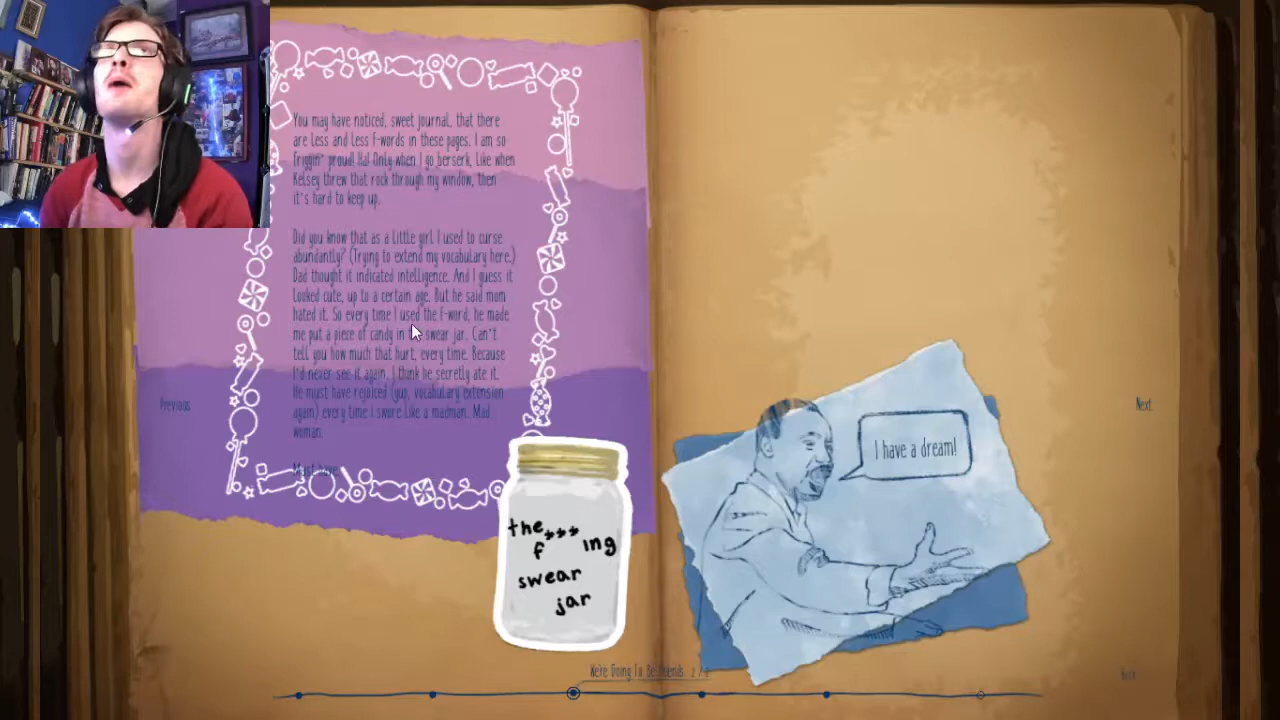 You may have noticed, sweet journal, that there
are less and less f-words in these pages. I am so
friggin' proud! Ha! Only when I go berserk, like when
Kelsey threw that rock through my window, then
it's hard to keep up.
Did you know that as a little girl I used to curse
abundantly? (Trying to extend my vocabulary here.)
Dad thought it indicated intelligence. And I guess it
looked cute, up to a certain age. But he said mom
hated it. So every time I used the f-word, he made
me put a piece of candy in swear jar. Can't
tell you how much that hurt, every time. Because
I'd never see it again. I think he secretly ate it.
He must have rejoiced (yup, vocabulary extension
again) every time I swore like a madman. Mad
woman.
Must have
Previous
Next
I have a dream!
the
f***ing
swear
jar
We're Going To Be Friends 2 /
Back